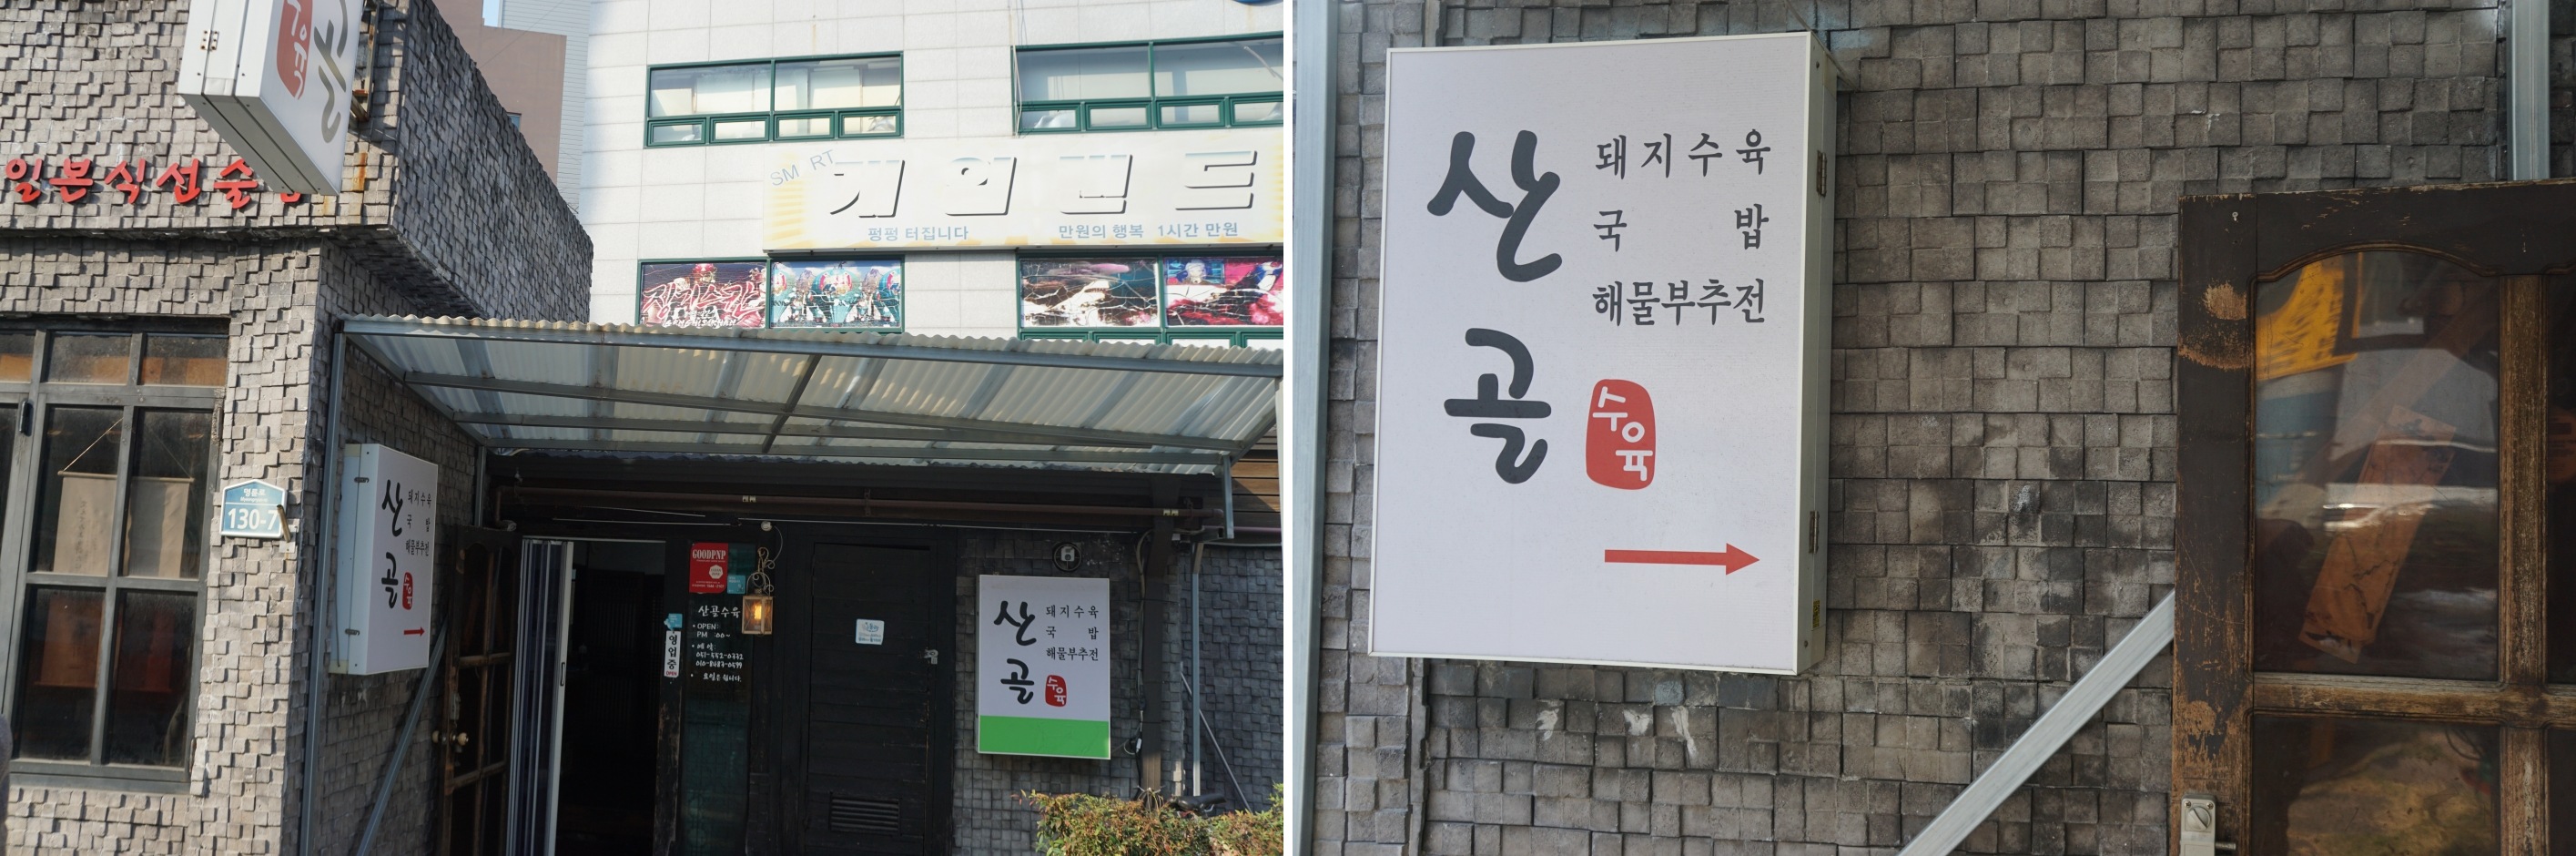 수육
골
일본식선술
SM RT
게임랜드
펑펑 터집니다
만원의 행복 1시간 만원
130-7
산골
돼지수육
국밥
해물부추전
수육
GOODPNP
산골수육
OPEN:
PM
예약
영업중
산골
돼지수육
국밥
해물부추전
수육
산골
돼지수육
국밥
해물부추전
수육